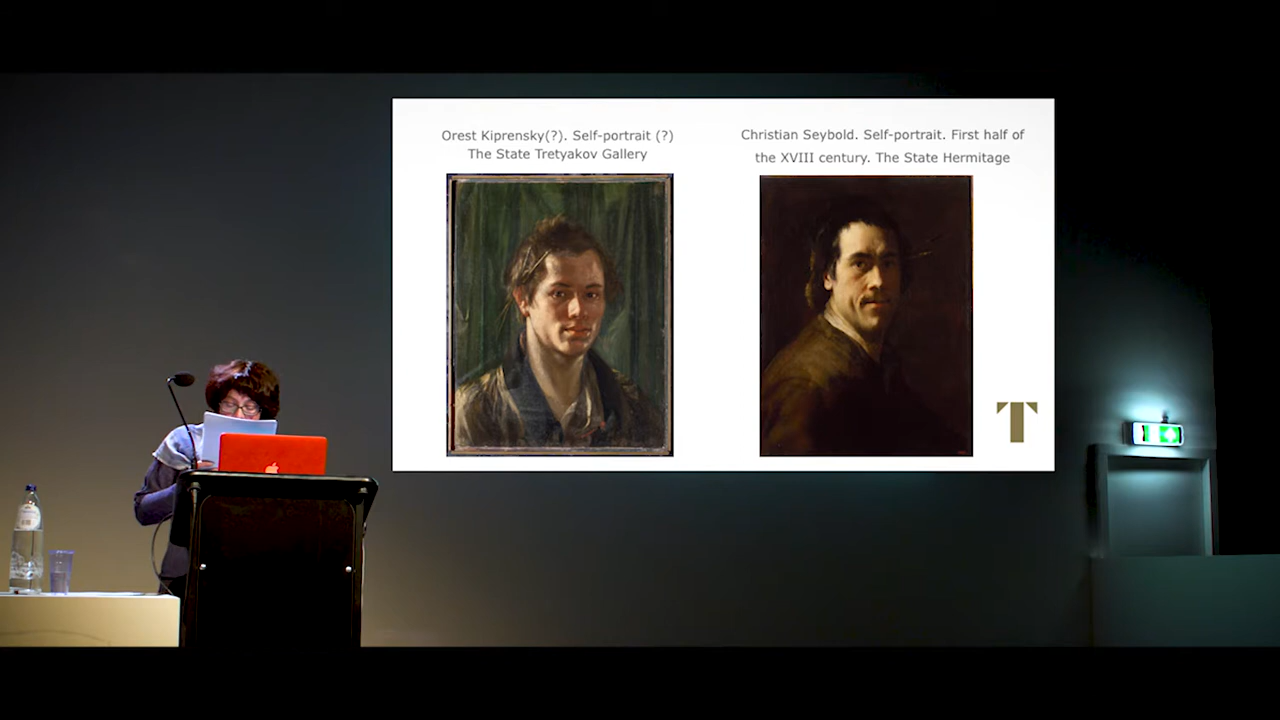 Orest Kiprensky(?). Self-portrait (?)
The State Tretyakov Gallery
Christian Seybold. Self-portrait. First half of
the XVIII century. The State Hermitage
T